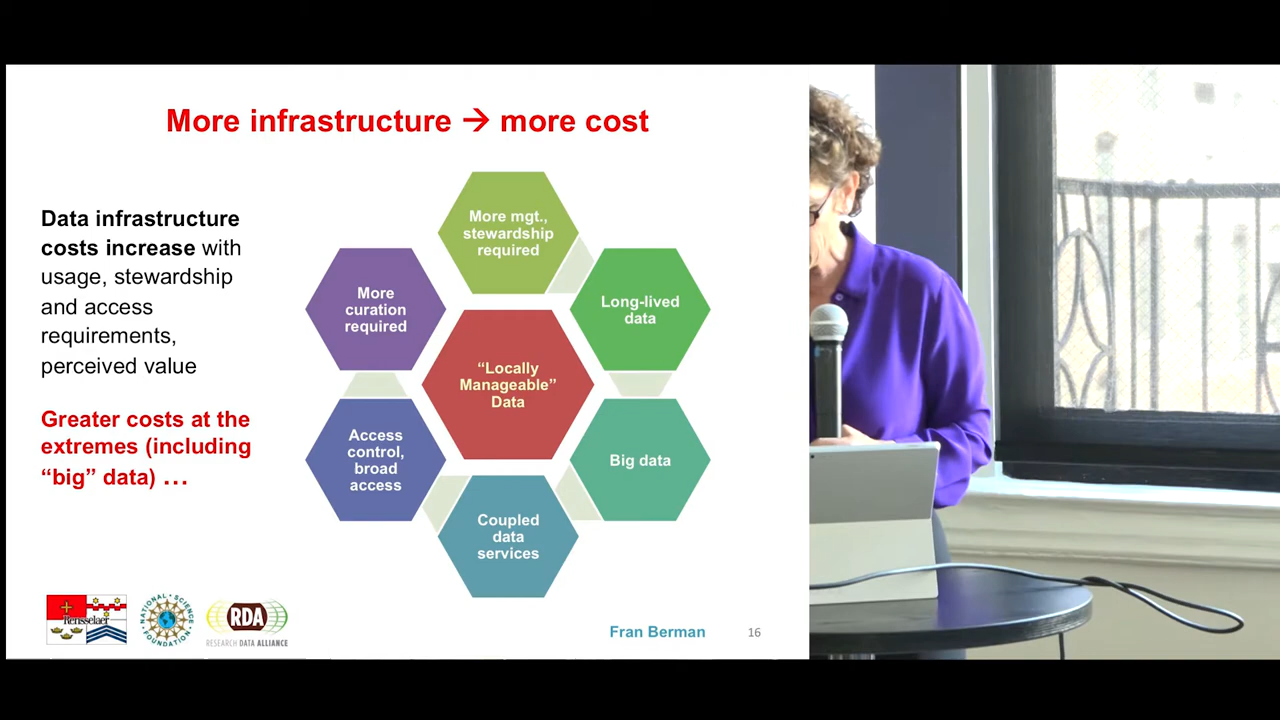 More infrastructure → more cost
Data infrastructure
costs increase with
usage, stewardship
and access
requirements,
perceived value
Greater costs at the
extremes (including
“big” data) …
More mgt.,
stewardship
required
Long-lived
data
Big data
Coupled
data
services
Access
control,
broad
access
More
curation
required
“Locally
Manageable”
Data
Rensselaer
NATIONAL SCIENCE
FOUNDATION
RDA
RESEARCH DATA ALLIANCE
Fran Berman
16